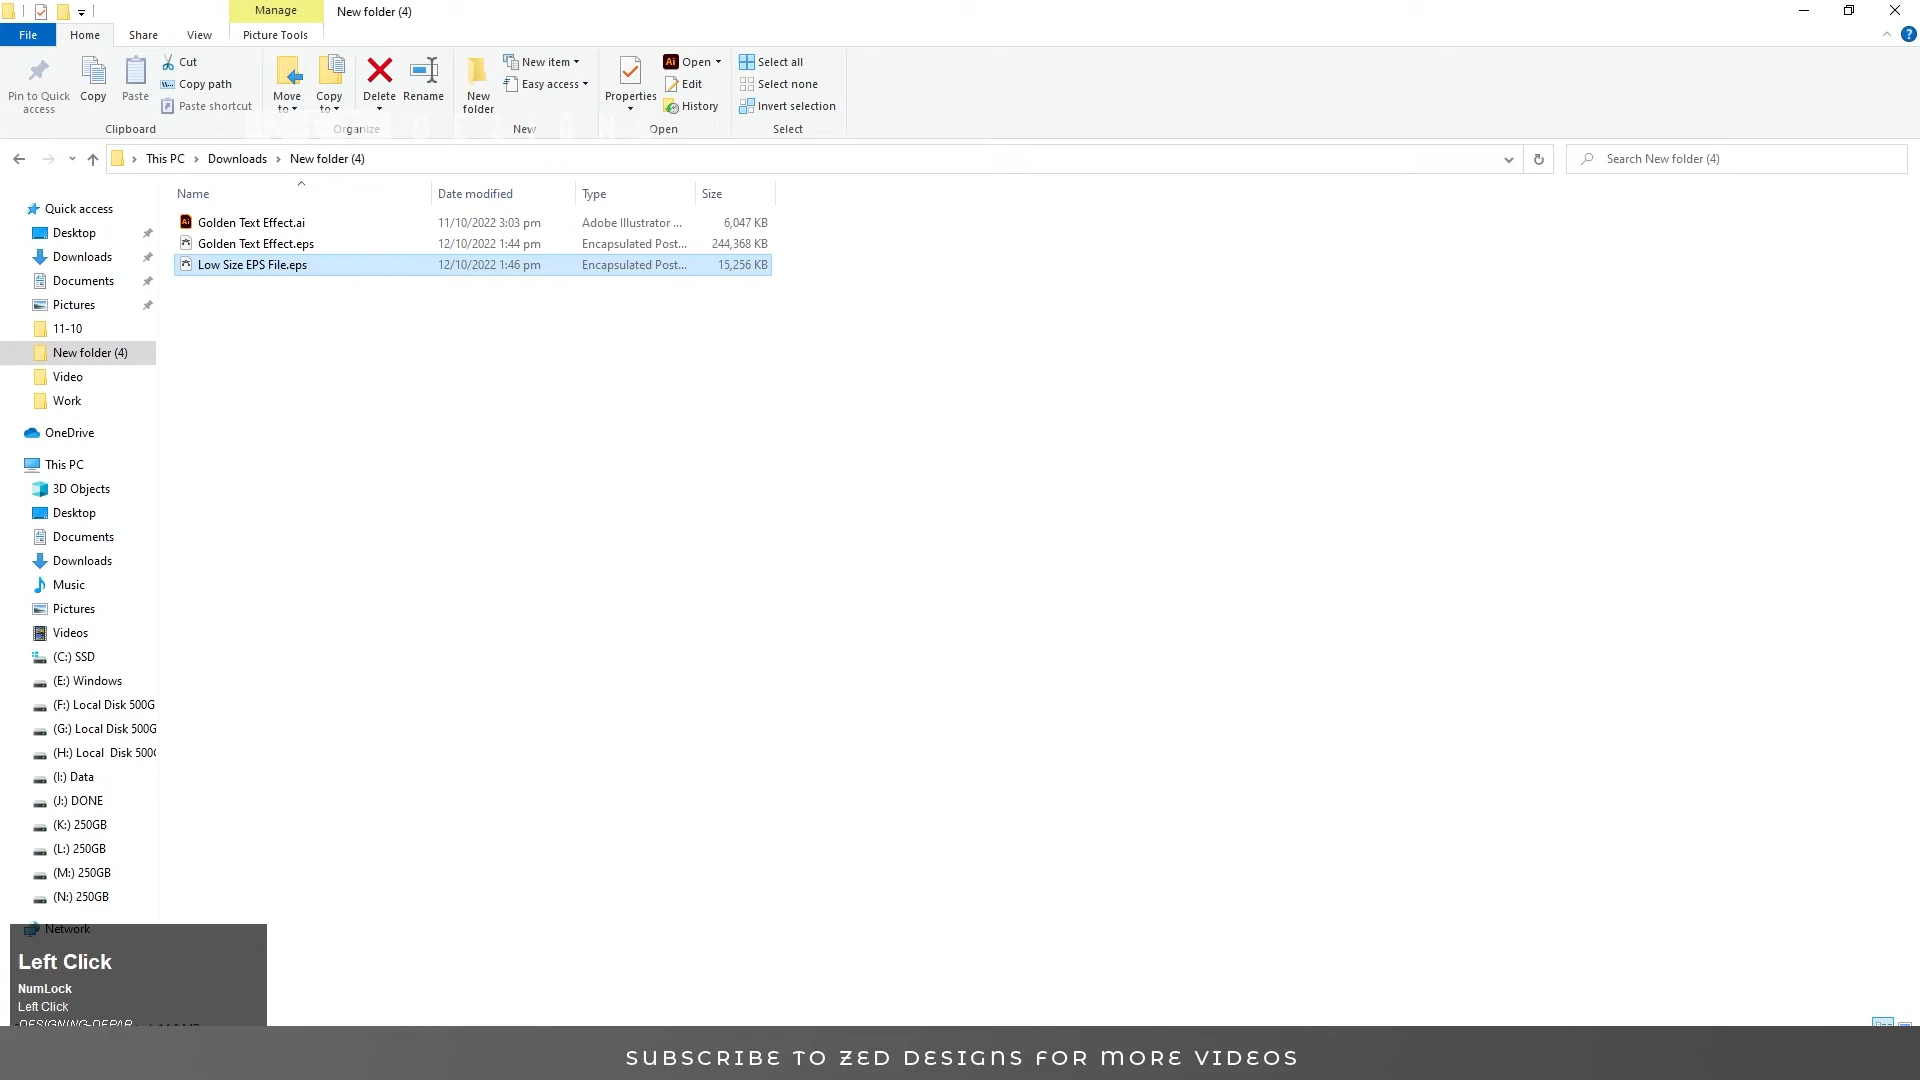 Manage
New folder (4)
File
Home
Share
View
Picture Tools
Pin to Quick access
Copy
Paste
Cut
Copy path
Paste shortcut
Clipboard
Move to
Copy to
Delete
Rename
Organize
New folder
New item
Easy access
New
Properties
Open
Edit
History
Open
Select all
Select none
Invert selection
Select
This PC
Downloads
New folder (4)
Search New folder (4)
Name
Date modified
Type
Size
Golden Text Effect.ai 11/10/2022 3:03 pm Adobe Illustrator ... 6,047 KB
Golden Text Effect.eps 12/10/2022 1:44 pm Encapsulated Post... 244,368 KB
Low Size EPS File.eps 12/10/2022 1:46 pm Encapsulated Post... 15,256 KB
Quick access
Desktop
Downloads
Documents
Pictures
11-10
New folder (4)
Video
Work
OneDrive
This PC
3D Objects
Desktop
Documents
Downloads
Music
Pictures
Videos
(C:) SSD
(E:) Windows
(F:) Local Disk 500G
(G:) Local Disk 500G
(H:) Local Disk 500
(I:) Data
(J:) DONE
(K:) 250GB
(L:) 250GB
(M:) 250GB
(N:) 250GB
Network
Left Click
NumLock
Left Click
DESIGNING-DEPAR
SUBSCRIBE TO ZED DESIGNS FOR MORE VIDEOS